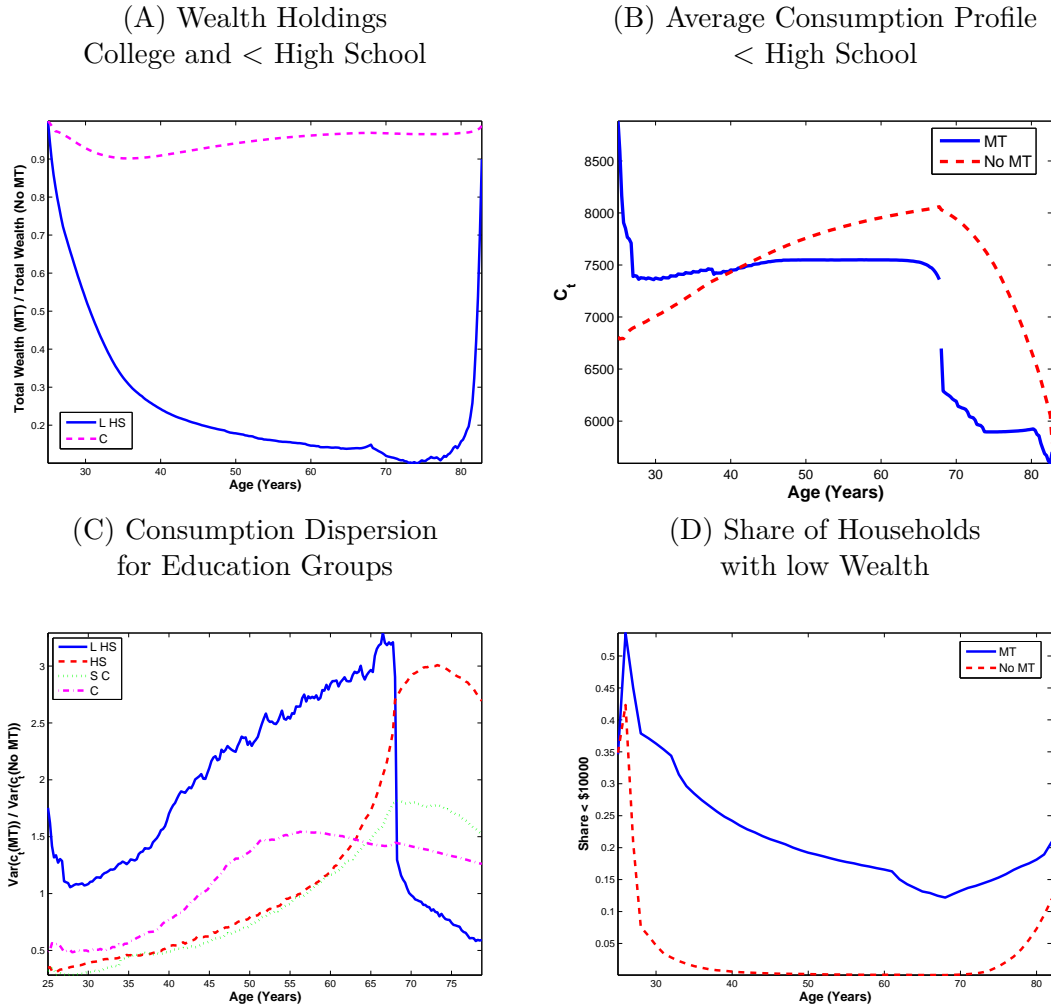 (A) Wealth Holdings
College and < High School
Total Wealth (MT) / Total Wealth (No MT)
0.9
0.8
0.7
0.6
0.5
0.4
0.3
0.2
L HS
C
30
40
50
60
70
80
Age (Years)
(B) Average Consumption Profile
< High School
C_t
8500
8000
7500
7000
6500
6000
MT
No MT
30
40
50
60
70
80
Age (Years)
(C) Consumption Dispersion
for Education Groups
Var(c_t(MT)) / Var(c_t(No MT))
3
2.5
2
1.5
1
0.5
L HS
HS
S C
C
25
30
35
40
45
50
55
60
65
70
75
Age (Years)
(D) Share of Households
with low Wealth
Share < $10000
0.5
0.45
0.4
0.35
0.3
0.25
0.2
0.15
0.1
0.05
MT
No MT
30
40
50
60
70
80
Age (Years)